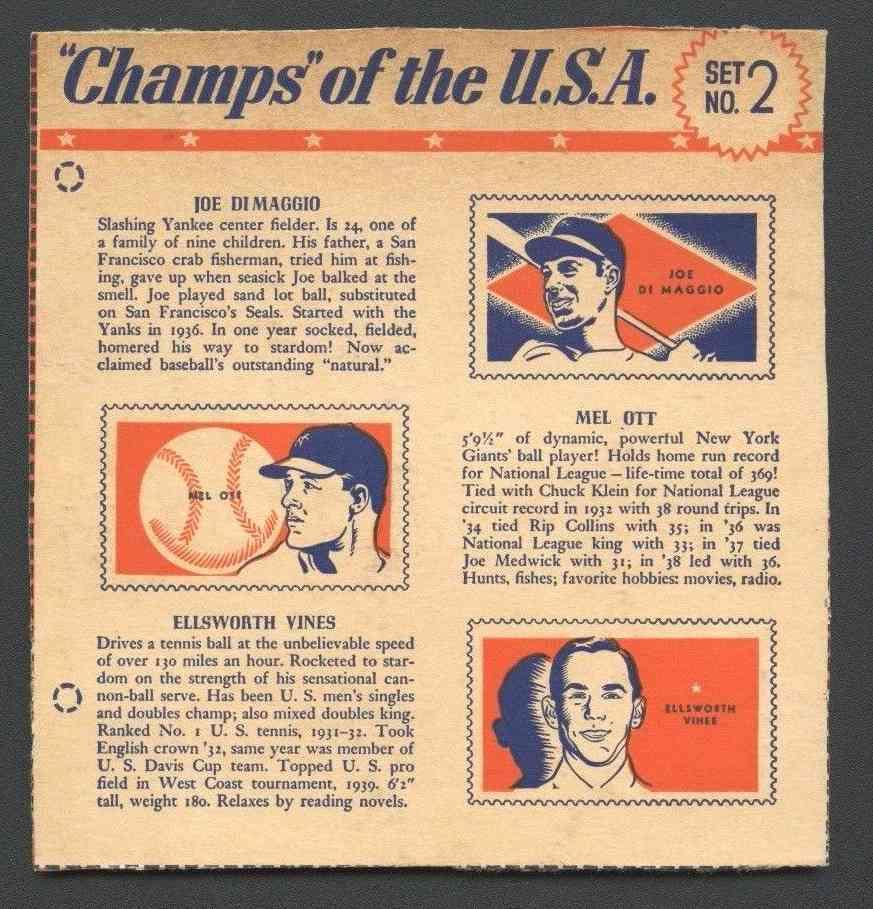 "Champs" of the U.S.A.
SET
NO. 2
JOE DI MAGGIO
Slashing Yankee center fielder. Is 24, one of
a family of nine children. His father, a San
Francisco crab fisherman, tried him at fish-
ing, gave up when seasick Joe balked at the
smell. Joe played sand lot ball, substituted
on San Francisco's Seals. Started with the
Yanks in 1936. In one year socked, fielded,
homered his way to stardom! Now ac-
claimed baseball's outstanding "natural."
JOE
DI MAGGIO
MEL OTT
MEL OTT
5'9½" of dynamic, powerful New York
Giants' ball player! Holds home run record
for National League – life-time total of 369!
Tied with Chuck Klein for National League
circuit record in 1932 with 38 round trips. In
'34 tied Rip Collins with 35; in '36 was
National League king with 33; in '37 tied
Joe Medwick with 31; in '38 led with 36.
Hunts, fishes; favorite hobbies: movies, radio.
ELLSWORTH VINES
Drives a tennis ball at the unbelievable speed
of over 130 miles an hour. Rocketed to star-
dom on the strength of his sensational can-
non-ball serve. Has been U. S. men's singles
and doubles champ; also mixed doubles king.
Ranked No. 1 U. S. tennis, 1931-32. Took
English crown '32, same year was member of
U. S. Davis Cup team. Topped U. S. pro
field in West Coast tournament, 1939. 6'2"
tall, weight 180. Relaxes by reading novels.
ELLSWORTH
VINES